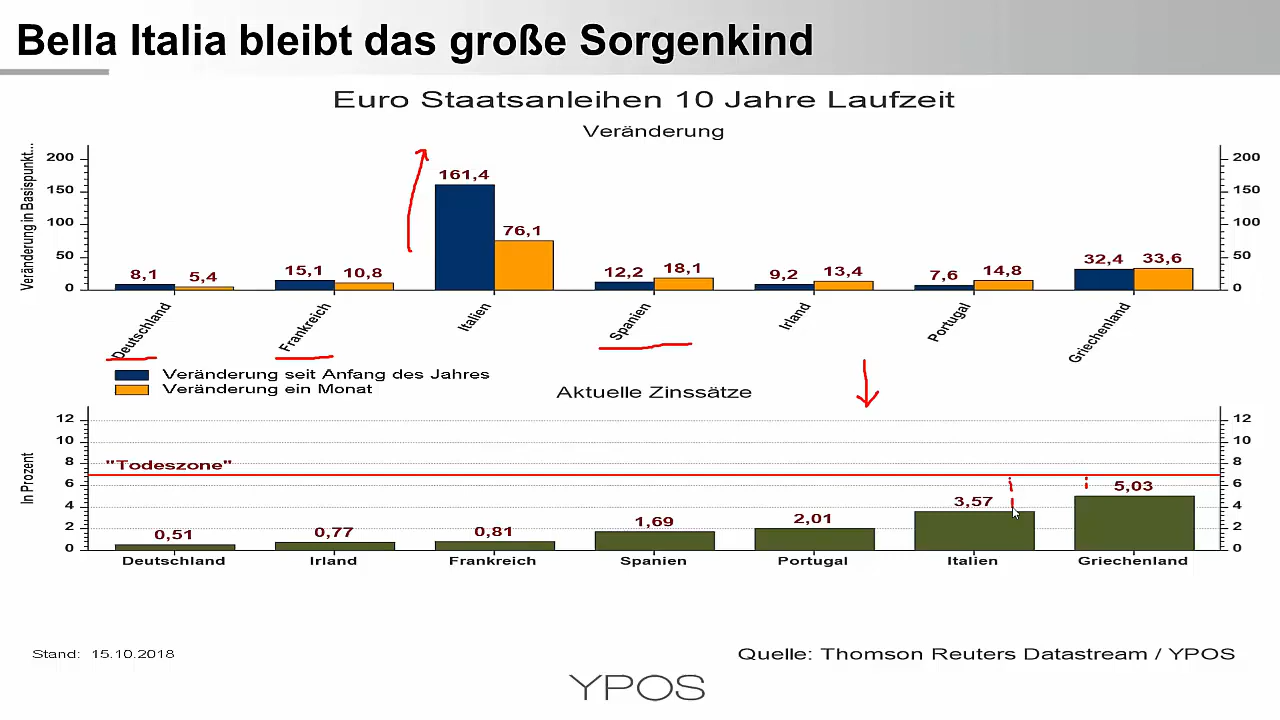 Bella Italia bleibt das große Sorgenkind
Euro Staatsanleihen 10 Jahre Laufzeit
Veränderung
Veränderung in Basispunkt...
200
150
100
50
0
161,4
76,1
8,1
5,4
15,1
10,8
12,2
18,1
9,2
13,4
7,6
14,8
32,4
33,6
200
150
100
50
0
Deutschland
Frankreich
Italien
Spanien
Irland
Portugal
Griechenland
Veränderung seit Anfang des Jahres
Veränderung ein Monat
Aktuelle Zinssätze
In Prozent
12
10
8
6
4
2
0
"Todeszone"
0,51
0,77
0,81
1,69
2,01
3,57
5,03
12
10
8
6
4
2
0
Deutschland
Irland
Frankreich
Spanien
Portugal
Italien
Griechenland
Stand: 15.10.2018
Quelle: Thomson Reuters Datastream / YPOS
YPOS